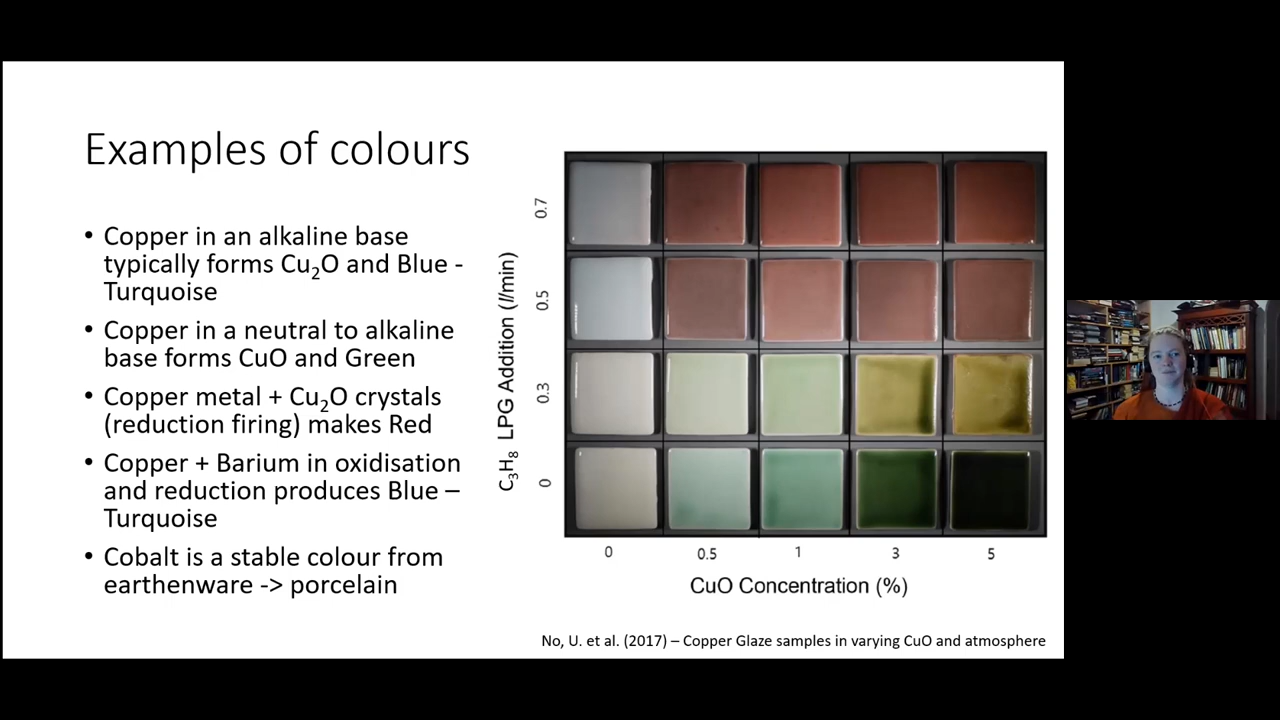 Examples of colours
• Copper in an alkaline base
typically forms Cu₂O and Blue -
Turquoise
• Copper in a neutral to alkaline
base forms CuO and Green
• Copper metal + Cu₂O crystals
(reduction firing) makes Red
• Copper + Barium in oxidisation
and reduction produces Blue –
Turquoise
• Cobalt is a stable colour from
earthenware -> porcelain
C₃H₈ LPG Addition (l/min)
0.7
0.5
0.3
0
0 0.5 1 3 5
CuO Concentration (%)
No, U. et al. (2017) – Copper Glaze samples in varying CuO and atmosphere